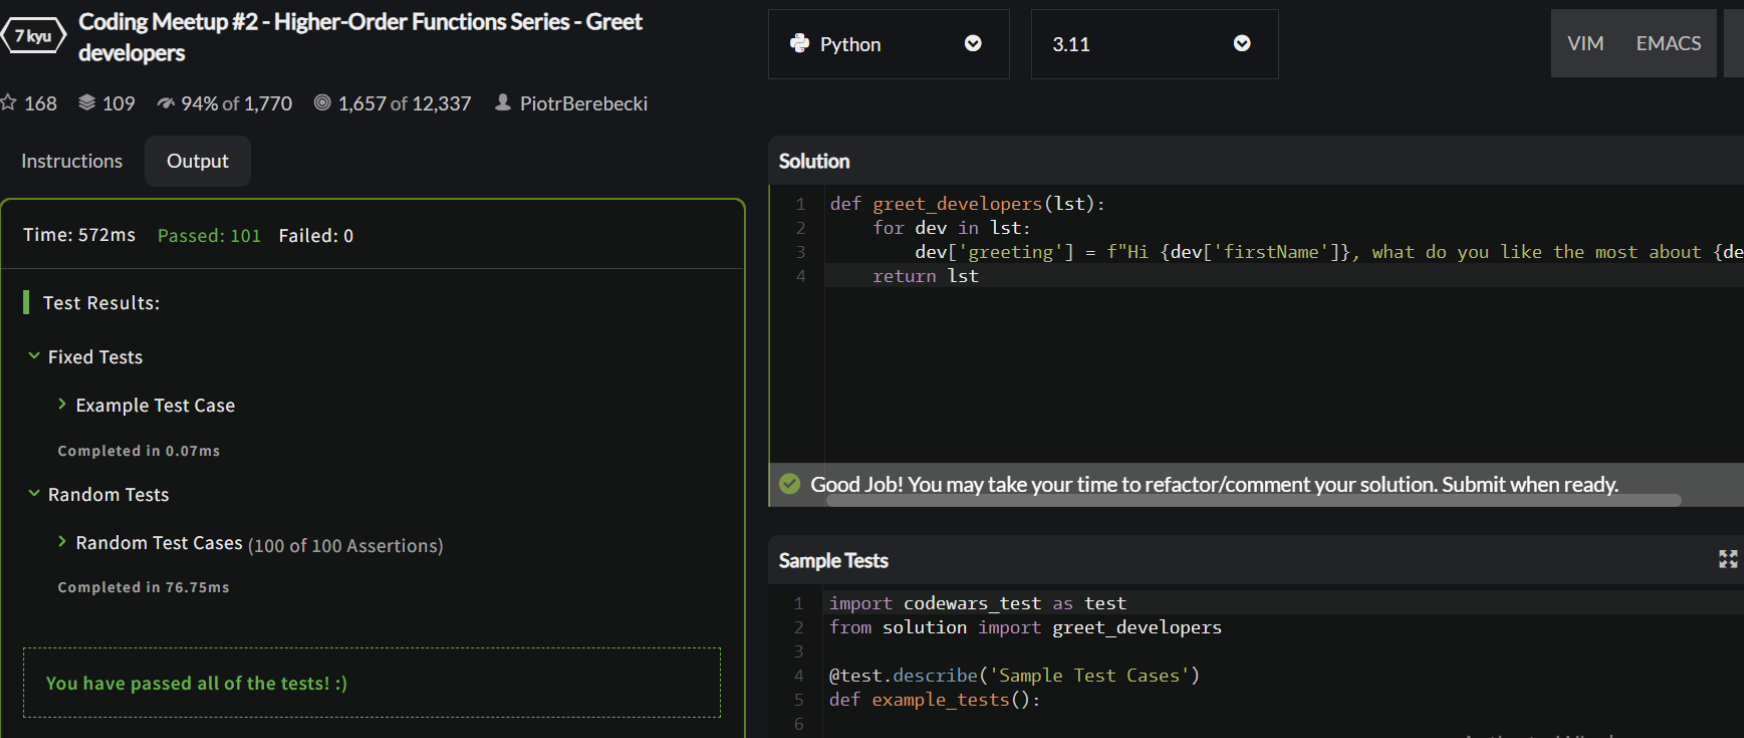 7 kyu
Coding Meetup #2 - Higher-Order Functions Series - Greet
developers
168 109 94% of 1,770 1,657 of 12,337 PiotrBerebecki
Instructions Output
Time: 572ms Passed: 101 Failed: 0
Test Results:
Fixed Tests
Example Test Case
Completed in 0.07ms
Random Tests
Random Test Cases (100 of 100 Assertions)
Completed in 76.75ms
You have passed all of the tests! :)
Python 3.11 VIM EMACS
Solution
1 def greet_developers(lst):
2 for dev in lst:
3 dev['greeting'] = f"Hi {dev['firstName']}, what do you like the most about {de
4 return lst
Good Job! You may take your time to refactor/comment your solution. Submit when ready.
Sample Tests
1 import codewars_test as test
2 from solution import greet_developers
3
4 @test.describe('Sample Test Cases')
5 def example_tests():
6